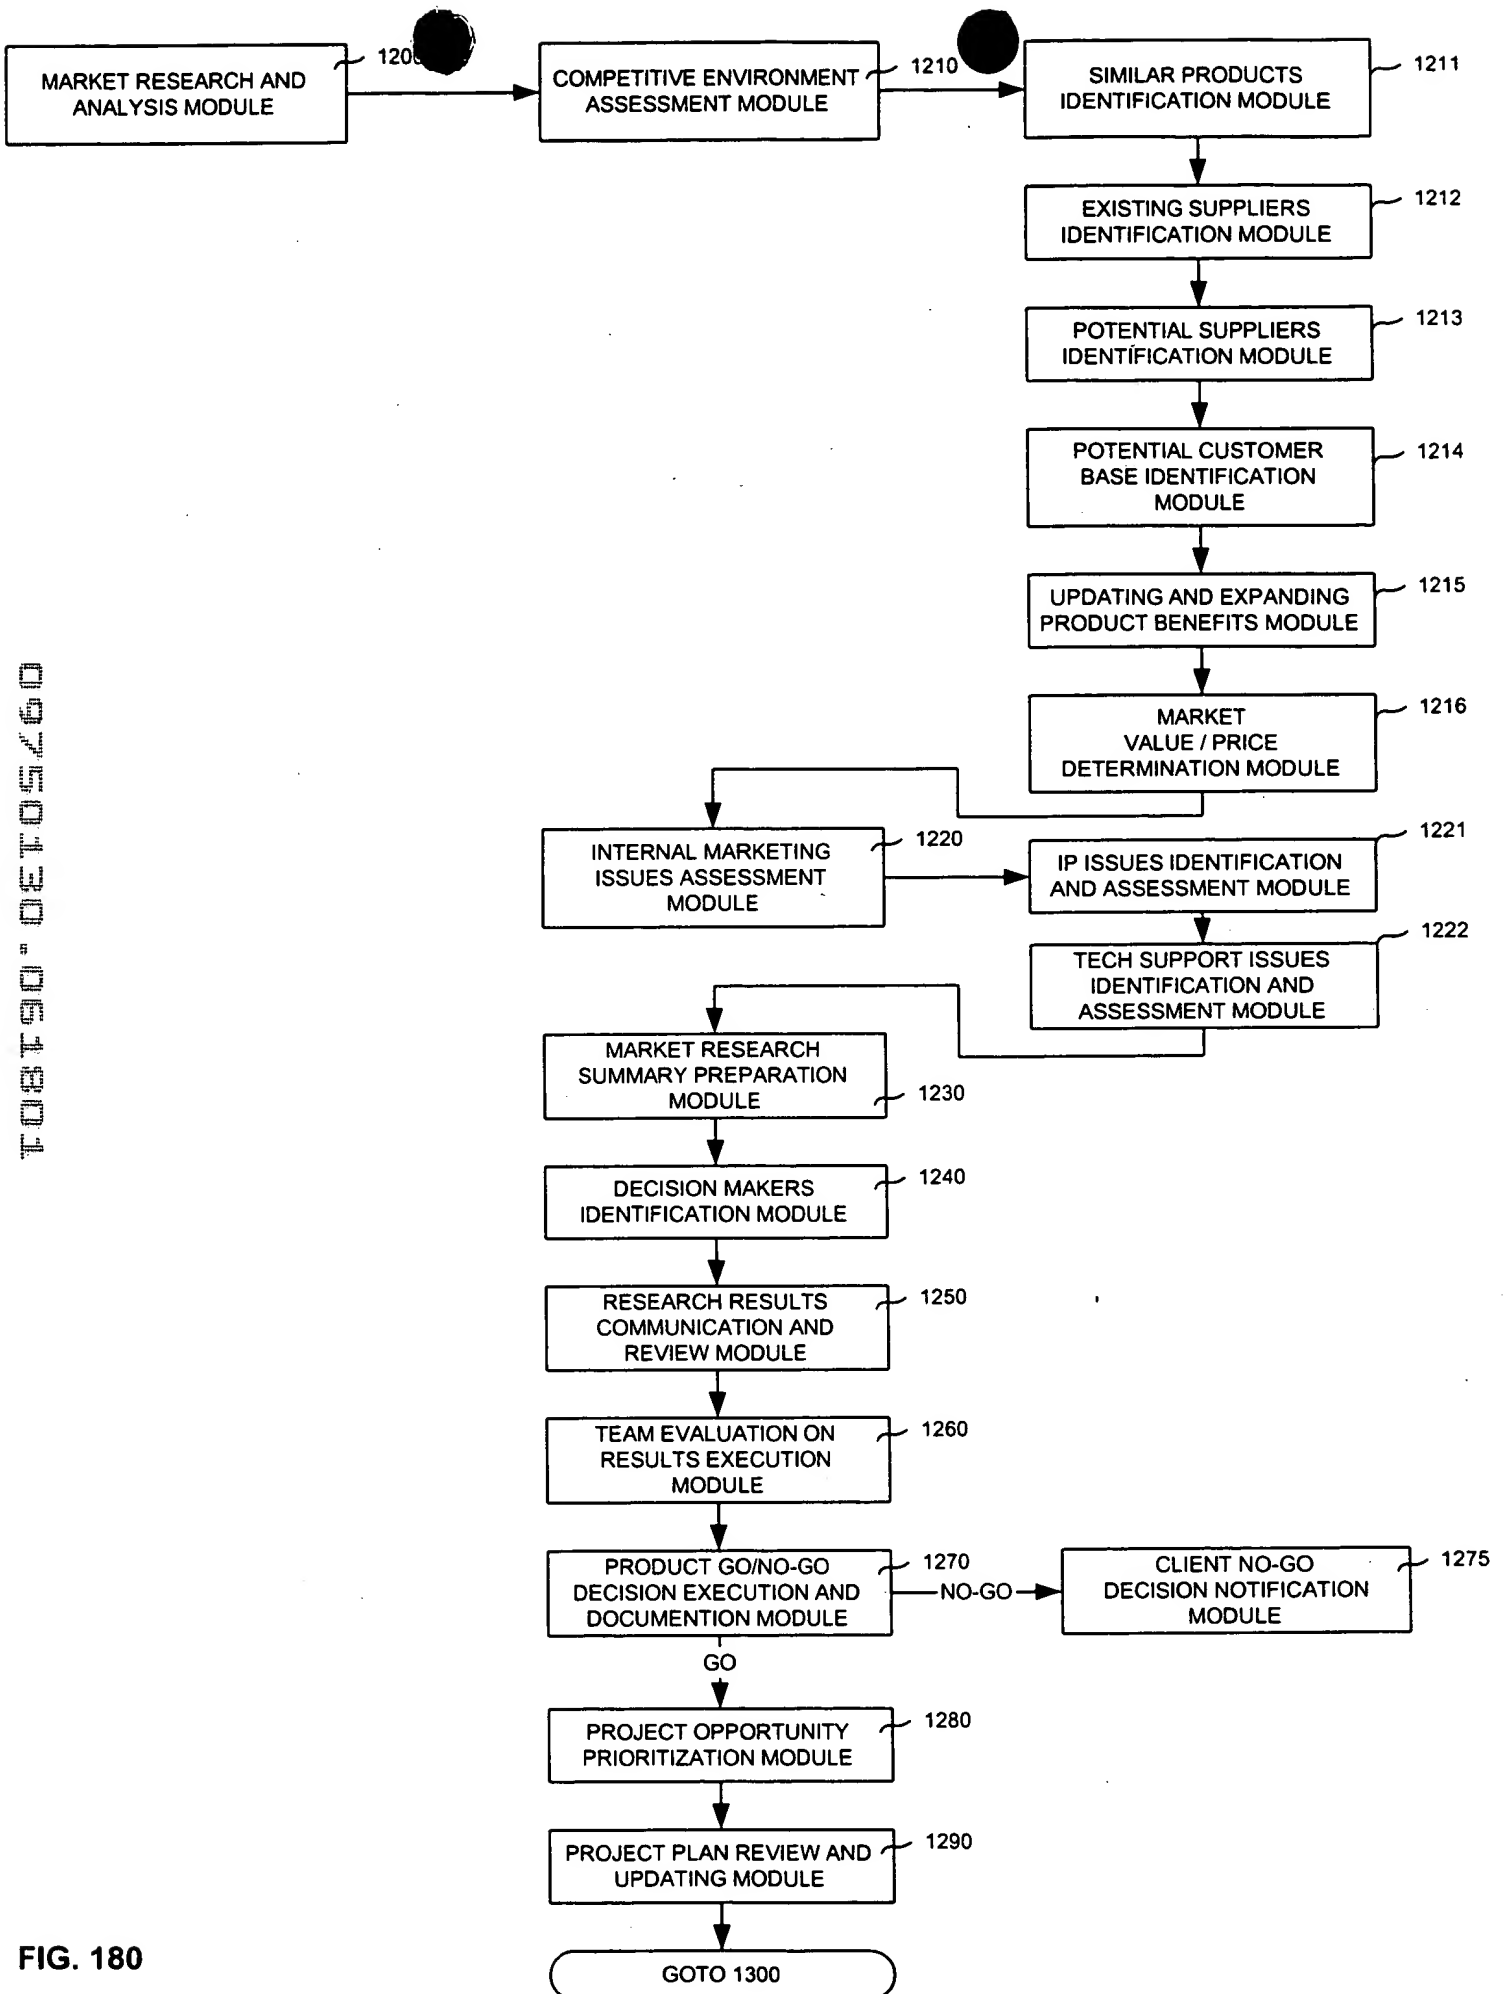 MARKET RESEARCH AND
ANALYSIS MODULE
COMPETITIVE ENVIRONMENT
ASSESSMENT MODULE
1210
SIMILAR PRODUCTS
IDENTIFICATION MODULE
1211
EXISTING SUPPLIERS
IDENTIFICATION MODULE
1212
POTENTIAL SUPPLIERS
IDENTIFICATION MODULE
1213
POTENTIAL CUSTOMER
BASE IDENTIFICATION
MODULE
1214
UPDATING AND EXPANDING
PRODUCT BENEFITS MODULE
1215
MARKET
VALUE / PRICE
DETERMINATION MODULE
1216
INTERNAL MARKETING
ISSUES ASSESSMENT
MODULE
1220
IP ISSUES IDENTIFICATION
AND ASSESSMENT MODULE
1221
TECH SUPPORT ISSUES
IDENTIFICATION AND
ASSESSMENT MODULE
1222
MARKET RESEARCH
SUMMARY PREPARATION
MODULE
1230
DECISION MAKERS
IDENTIFICATION MODULE
1240
RESEARCH RESULTS
COMMUNICATION AND
REVIEW MODULE
1250
TEAM EVALUATION ON
RESULTS EXECUTION
MODULE
1260
PRODUCT GO/NO-GO
DECISION EXECUTION AND
DOCUMENTION MODULE
1270
NO-GO
CLIENT NO-GO
DECISION NOTIFICATION
MODULE
1275
GO
PROJECT OPPORTUNITY
PRIORITIZATION MODULE
1280
PROJECT PLAN REVIEW AND
UPDATING MODULE
1290
GOTO 1300
FIG. 180
09750130.061801